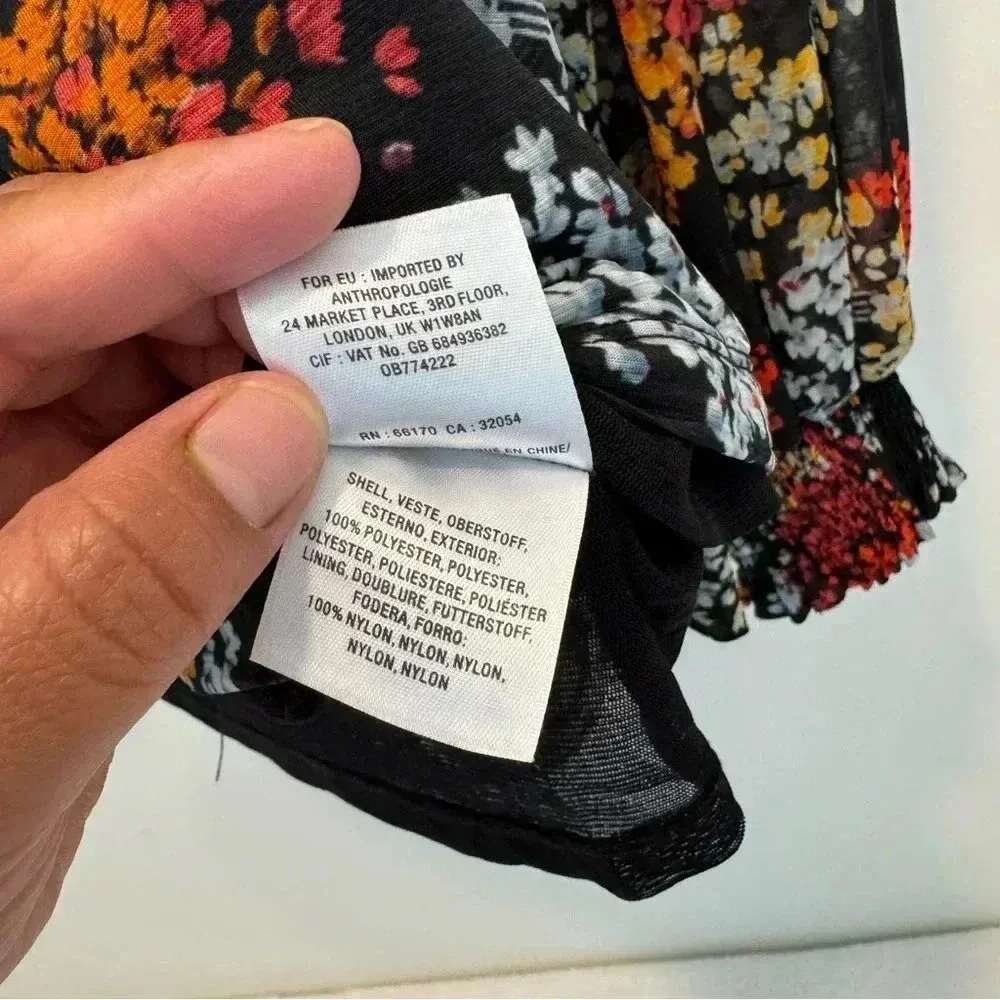 FOR EU : IMPORTED BY
ANTHROPOLOGIE
24 MARKET PLACE, 3RD FLOOR,
LONDON, UK W1W8AN
CIF : VAT No. GB 684936382
OB774222
RN : 66170 CA : 32054
EN CHINE/
SHELL, VESTE, OBERSTOFF,
ESTERNO, EXTERIOR:
100% POLYESTER, POLYESTER,
POLYESTER, POLIESTERE, POLIÉSTER
LINING, DOUBLURE, FUTTERSTOFF,
FODERA, FORRO:
100% NYLON, NYLON, NYLON,
NYLON, NYLON